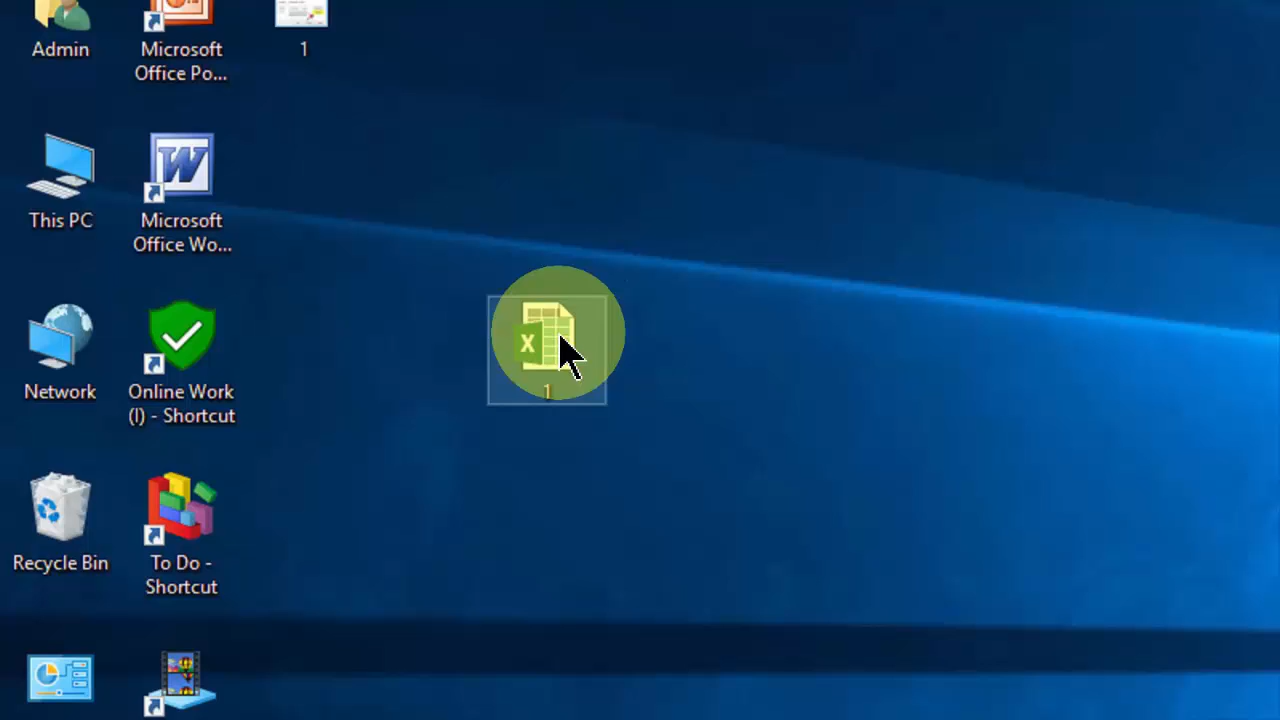 Admin
Microsoft
Office Po...
1
This PC
Microsoft
Office Wo...
Network
Online Work
(I) - Shortcut
1
Recycle Bin
To Do -
Shortcut